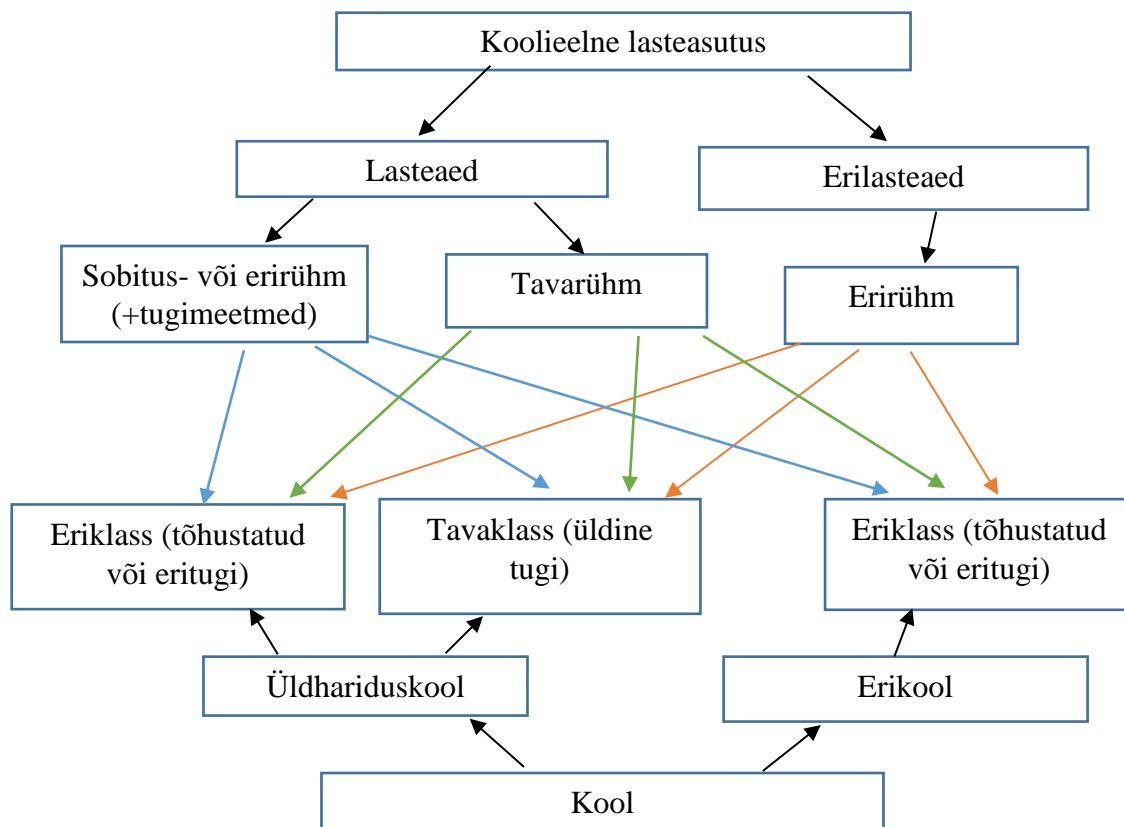 Koolieelne lasteasutus
Lasteaed
Erilasteaed
Sobitus- või erirühm
(+tugimeetmed)
Tavarühm
Erirühm
Eriklass (tõhustatud
või eritugi)
Tavaklass (üldine
tugi)
Eriklass (tõhustatud
või eritugi)
Üldhariduskool
Erikool
Kool